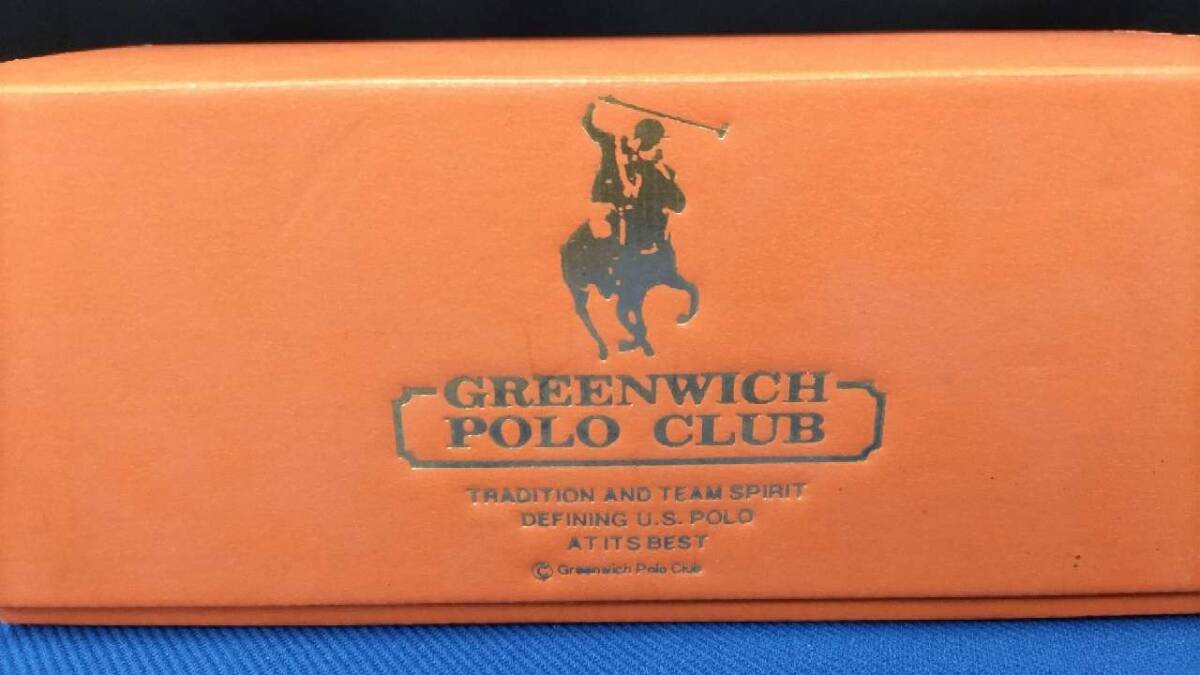 GREENWICH
POLO CLUB
TRADITION AND TEAM SPIRIT
DEFINING U.S. POLO
AT ITS BEST
© Greenwich Polo Club